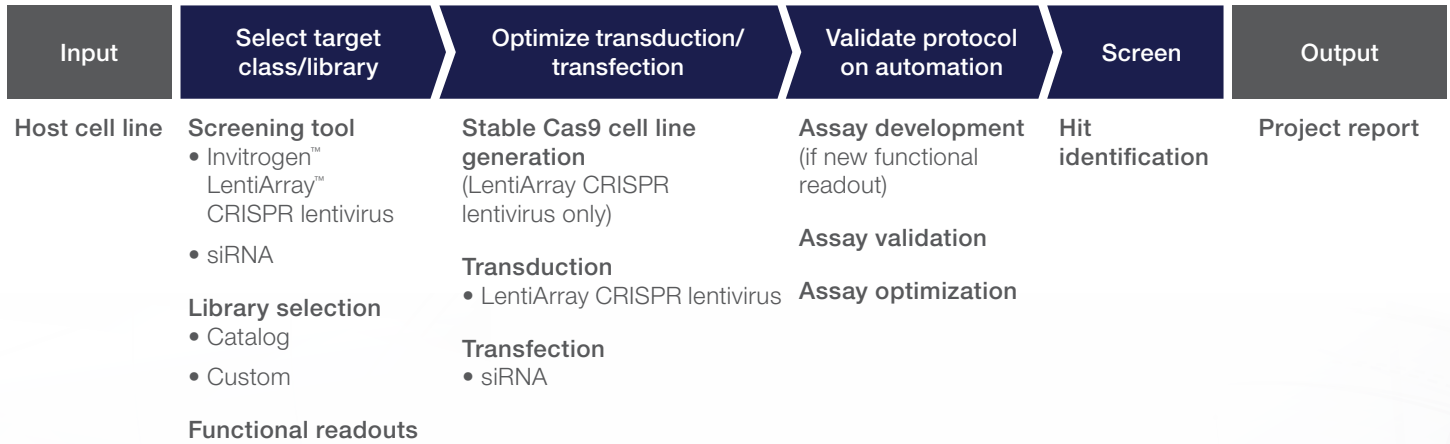 Input
Select target
class/library
Optimize transduction/
transfection
Validate protocol
on automation
Screen
Output
Host cell line
Screening tool
• Invitrogen™
LentiArray™
CRISPR lentivirus
• siRNA
Library selection
• Catalog
• Custom
Functional readouts
Stable Cas9 cell line
generation
(LentiArray CRISPR
lentivirus only)
Transduction
• LentiArray CRISPR lentivirus
Transfection
• siRNA
Assay development
(if new functional
readout)
Assay validation
Assay optimization
Hit
identification
Project report